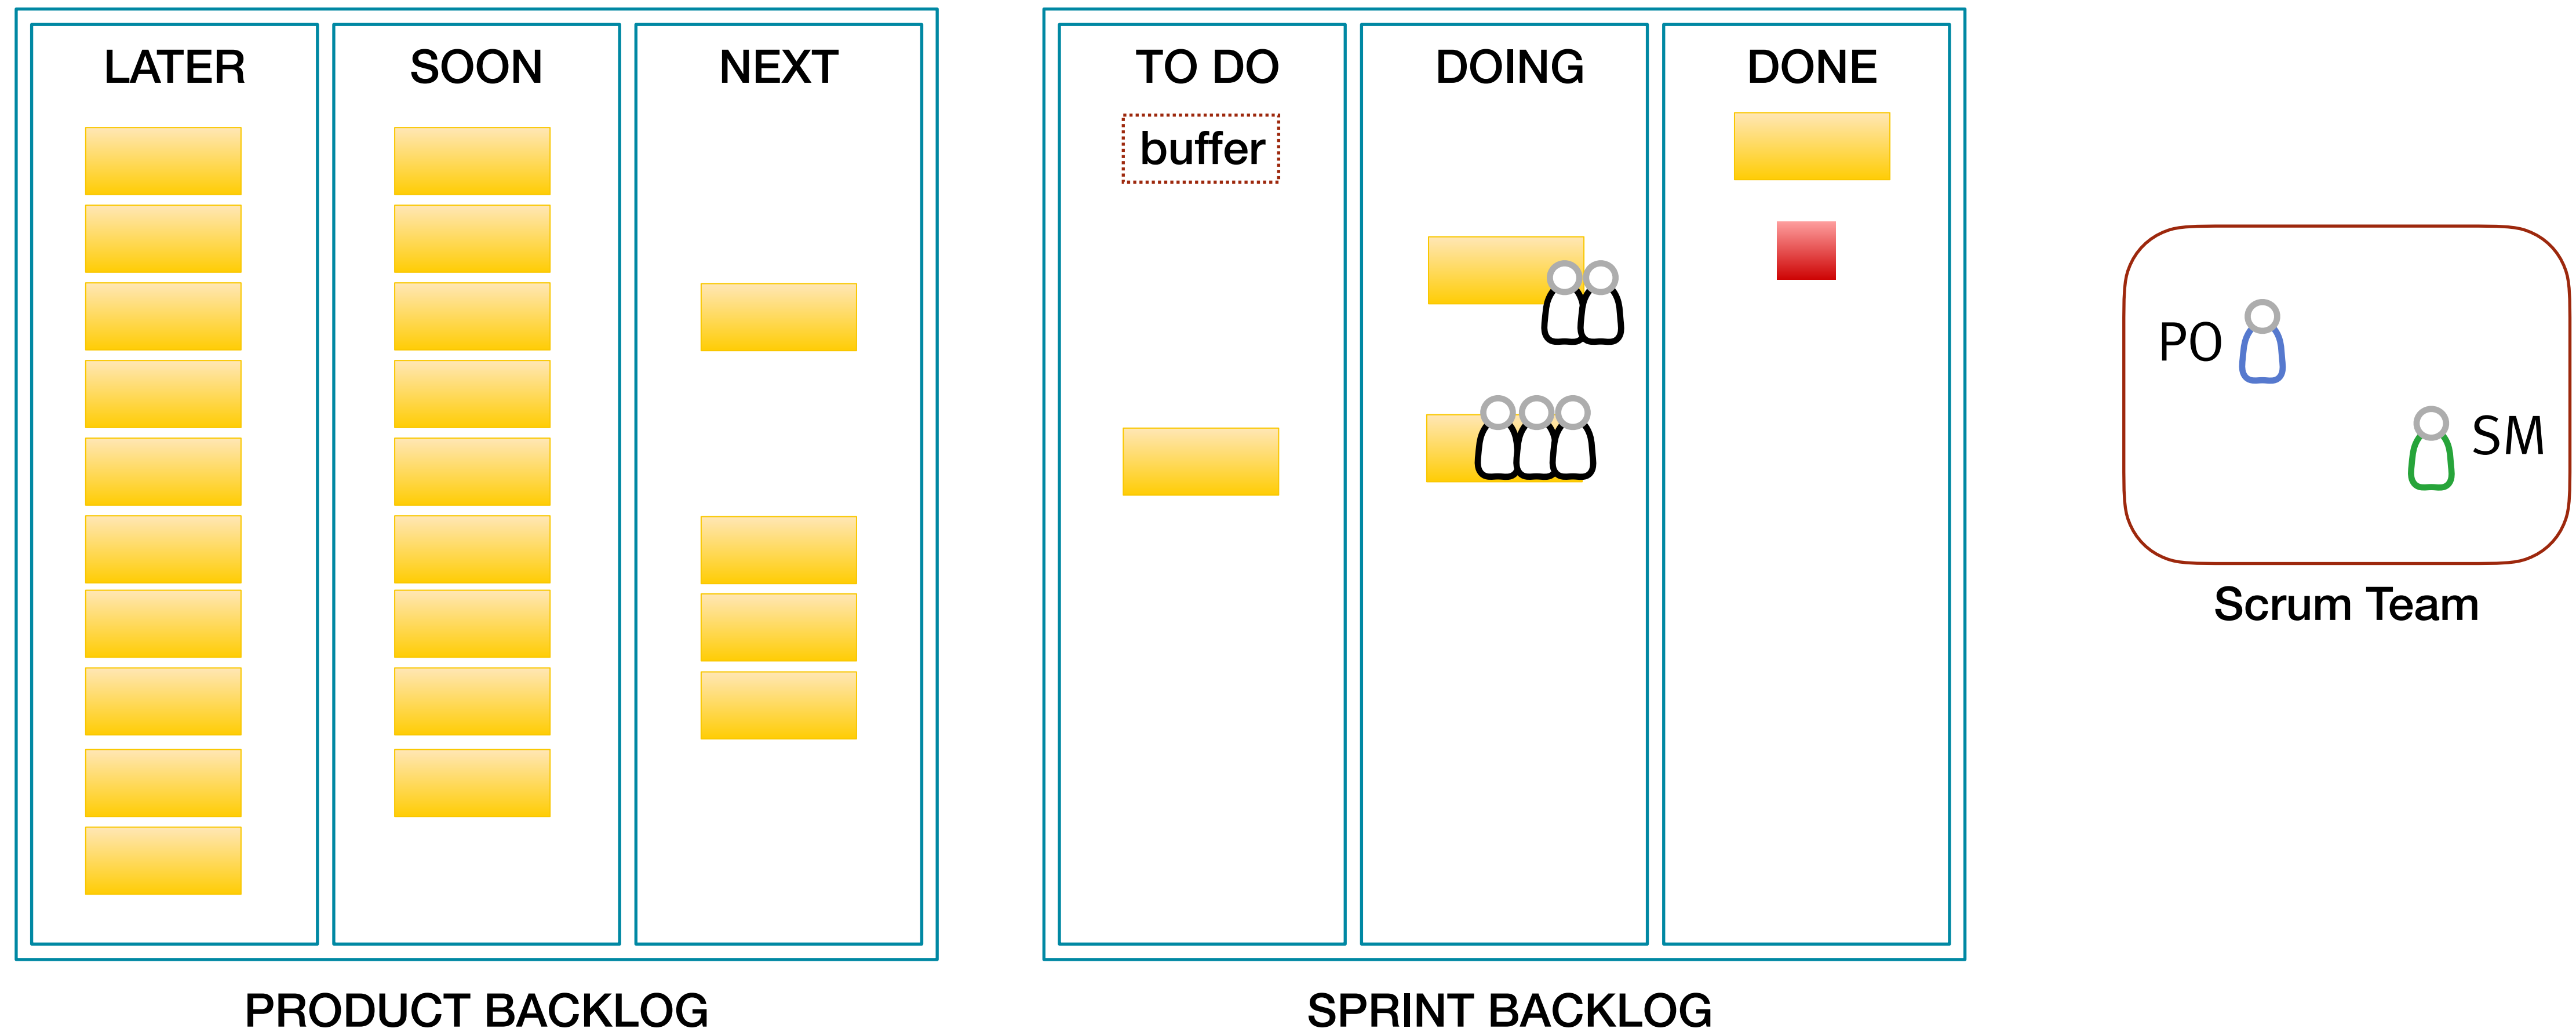 LATER
SOON
NEXT
PRODUCT BACKLOG
TO DO
DOING
DONE
buffer
SPRINT BACKLOG
PO
SM
Scrum Team